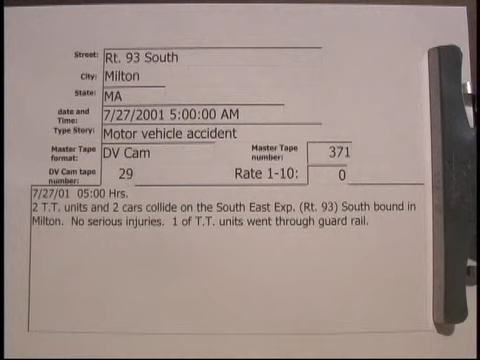 Street: Rt. 93 South
City: Milton
State: MA
date and Time: 7/27/2001 5:00:00 AM
Type Story: Motor vehicle accident
Master Tape format: DV Cam Master Tape number: 371
DV Cam tape number: 29 Rate 1-10: 0
7/27/01 05:00 Hrs.
2 T.T. units and 2 cars collide on the South East Exp. (Rt. 93) South bound in
Milton. No serious injuries. 1 of T.T. units went through guard rail.